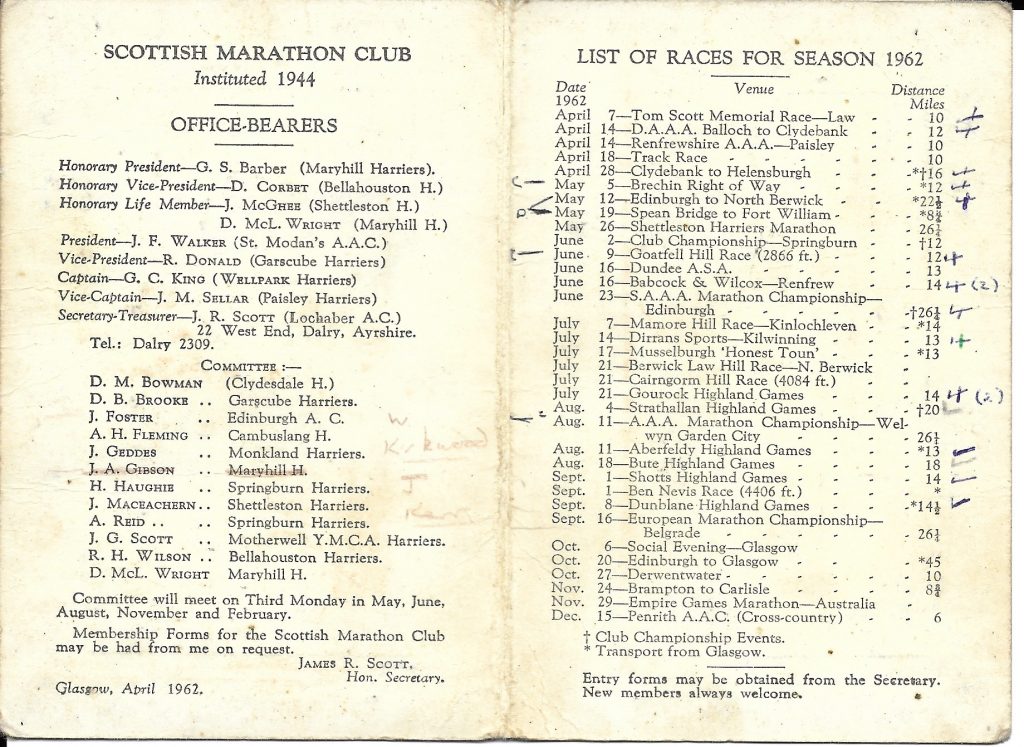 SCOTTISH MARATHON CLUB
Instituted 1944
OFFICE-BEARERS
Honorary President—G. S. Barber (Maryhill Harriers).
Honorary Vice-President—D. Corbet (Bellahouston H.)
Honorary Life Member—J. McGhee (Shettleston H.)
D. McL. Wright (Maryhill H.)
President—J. F. Walker (St. Modan's A.A.C.)
Vice-President—R. Donald (Garscube Harriers)
Captain—G. C. King (Wellpark Harriers)
Vice-Captain—J. M. Sellar (Paisley Harriers)
Secretary-Treasurer—J. R. Scott (Lochaber A.C.)
22 West End, Dalry, Ayrshire.
Tel.: Dalry 2309.
Committee :—
D. M. Bowman (Clydesdale H.)
D. B. Brooke .. Garscube Harriers.
J. Foster .. Edinburgh A. C.
A. H. Fleming .. Cambuslang H.
J. Geddes .. Monkland Harriers.
J. A. Gibson .. Maryhill H.
H. Haughie .. Springburn Harriers.
J. Maceachern .. Shettleston Harriers.
A. Reid .. .. Springburn Harriers.
J. G. Scott .. Motherwell Y.M.C.A. Harriers.
R. H. Wilson .. Bellahouston Harriers.
D. McL. Wright Maryhill H.
W
Kirkwood
J
Committee will meet on Third Monday in May, June,
August, November and February.
Membership Forms for the Scottish Marathon Club
may be had from me on request.
James R. Scott,
Hon. Secretary.
Glasgow, April 1962.
LIST OF RACES FOR SEASON 1962
Date Venue Distance
1962 Miles
April 7—Tom Scott Memorial Race—Law - - 10 +
April 14—D.A.A.A. Balloch to Clydebank - - 12 +
April 14—Renfrewshire A.A.A.—Paisley - - 10
April 18—Track Race - - - - - - 10
April 28—Clydebank to Helensburgh - - *†16 +
May 5—Brechin Right of Way - - - *12 +
May 12—Edinburgh to North Berwick - - *22½ +
May 19—Spean Bridge to Fort William - - *8¾
May 26—Shettleston Harriers Marathon - 26¼
June 2—Club Championship—Springburn - †12
June 9—Goatfell Hill Race (2866 ft.) - - 12 +
June 16—Dundee A.S.A. - - - - 13
June 16—Babcock & Wilcox—Renfrew - - 14 + (2)
June 23—S.A.A.A. Marathon Championship—
Edinburgh - - - - - †26¼ +
July 7—Mamore Hill Race—Kinlochleven - *14
July 14—Dirrans Sports—Kilwinning - - 13 +
July 17—Musselburgh 'Honest Toun' - - *13
July 21—Berwick Law Hill Race—N. Berwick -
July 21—Cairngorm Hill Race (4084 ft.) - -
July 21—Gourock Highland Games - - 14 + (2)
Aug. 4—Strathallan Highland Games - - †20
Aug. 11—A.A.A. Marathon Championship—Wel-
wyn Garden City - - - - 26¼
Aug. 11—Aberfeldy Highland Games - - *13
Aug. 18—Bute Highland Games - - - 18
Sept. 1—Shotts Highland Games - - - 14
Sept. 1—Ben Nevis Race (4406 ft.) - - *
Sept. 8—Dunblane Highland Games - - *14½
Sept. 16—European Marathon Championship—
Belgrade - - - - - 26¼
Oct. 6—Social Evening—Glasgow
Oct. 20—Edinburgh to Glasgow - - - *45
Oct. 27—Derwentwater - - - - - 10
Nov. 24—Brampton to Carlisle - - - 8¾
Nov. 29—Empire Games Marathon—Australia -
Dec. 15—Penrith A.A.C. (Cross-country) - - 6
† Club Championship Events.
* Transport from Glasgow.
Entry forms may be obtained from the Secretary.
New members always welcome.